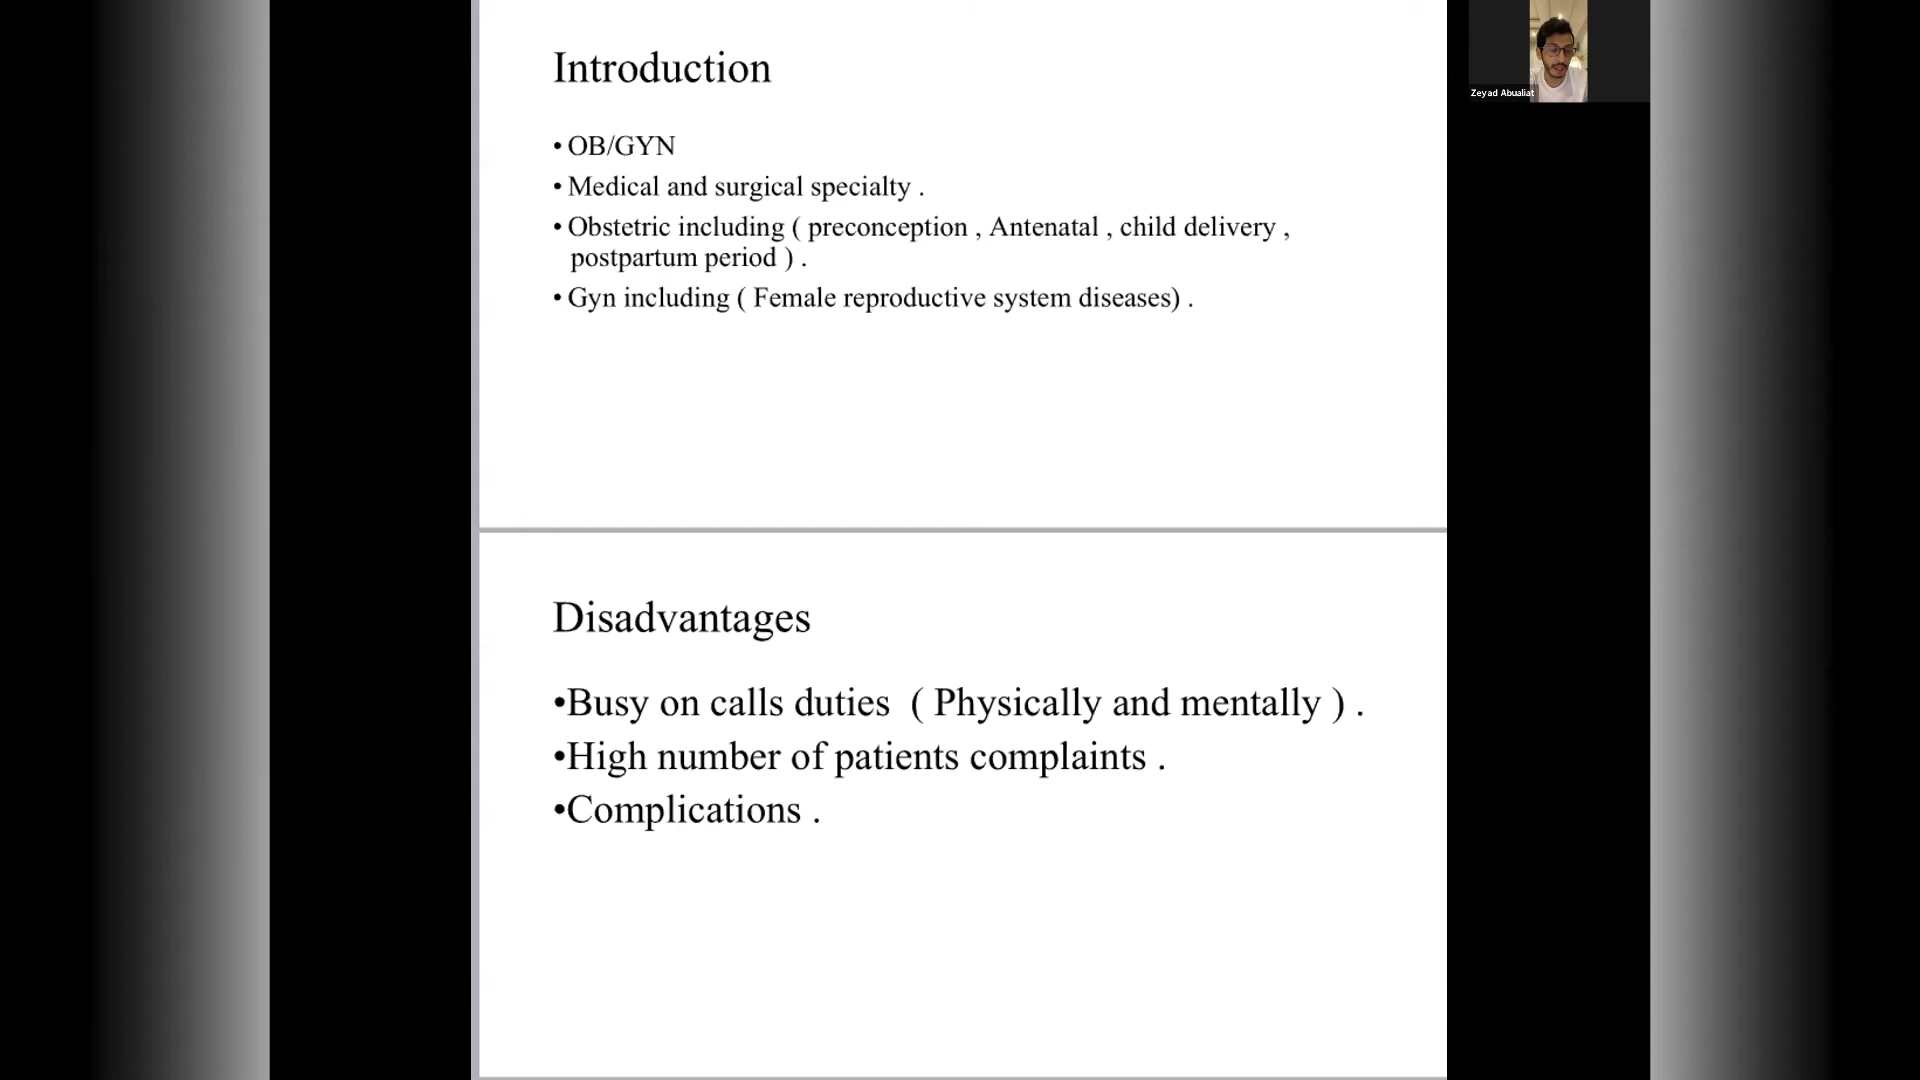 Introduction
• OB/GYN
• Medical and surgical specialty .
• Obstetric including ( preconception , Antenatal , child delivery ,
postpartum period ) .
• Gyn including ( Female reproductive system diseases) .
Zeyad Abualiat
Disadvantages
•Busy on calls duties  ( Physically and mentally ) .
•High number of patients complaints .
•Complications .